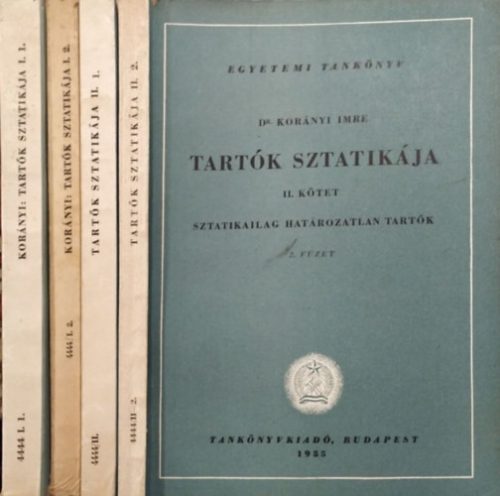 KORÁNYI: TARTÓK SZTATIKÁJA I. 1.
4444 I. 1.
KORÁNYI: TARTÓK SZTATIKÁJA I. 2.
4444/I. 2.
TARTÓK SZTATIKÁJA II. 1.
4444/II.
TARTÓK SZTATIKÁJA II. 2.
4444/II—2.
EGYETEMI TANKÖNYV
DR. KORÁNYI IMRE
TARTÓK SZTATIKÁJA
II. KÖTET
SZTATIKAILAG HATÁROZATLAN TARTÓK
2. FÜZET
TANKÖNYVKIADÓ, BUDAPEST
1955